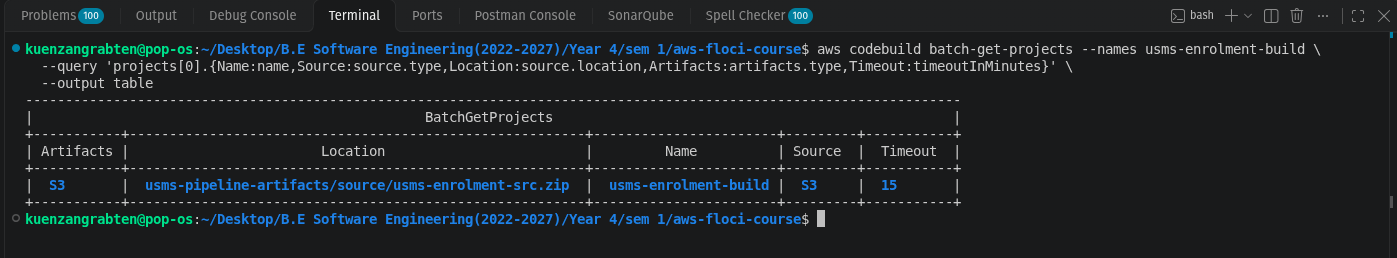 Problems 100 Output Debug Console Terminal Ports Postman Console SonarQube Spell Checker 100 bash
kuenzangrabten@pop-os:~/Desktop/B.E Software Engineering(2022-2027)/Year 4/sem 1/aws-floci-course$ aws codebuild batch-get-projects --names usms-enrolment-build \
--query 'projects[0].{Name:name,Source:source.type,Location:source.location,Artifacts:artifacts.type,Timeout:timeoutInMinutes}' \
--output table
---------------------------------------------------------------------------------------------------------------
| BatchGetProjects |
+-----------+------------------------------------------------------+----------------------+--------+-----------+
| Artifacts | Location | Name | Source | Timeout |
+-----------+------------------------------------------------------+----------------------+--------+-----------+
| S3 | usms-pipeline-artifacts/source/usms-enrolment-src.zip | usms-enrolment-build | S3 | 15 |
+-----------+------------------------------------------------------+----------------------+--------+-----------+
kuenzangrabten@pop-os:~/Desktop/B.E Software Engineering(2022-2027)/Year 4/sem 1/aws-floci-course$